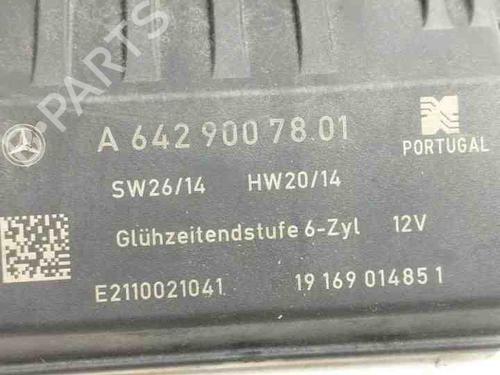 PARTS
A 642 900 78 01
PORTUGAL
SW26/14 HW20/14
Glühzeitendstufe 6-Zyl 12V
E2110021041 19 169 01485 1